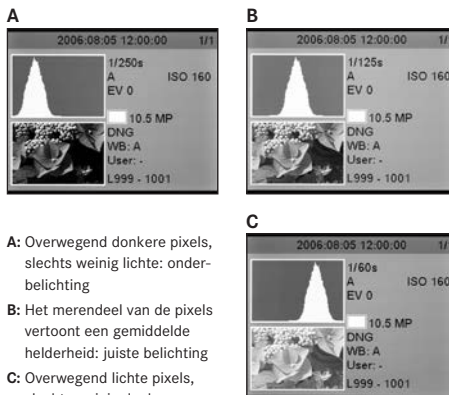 A
2006:08:05 12:00:00 1/1
1/250s
A ISO 160
EV 0
10.5 MP
DNG
WB: A
User: -
L999 - 1001
B
2006:08:05 12:00:00 1/1
1/125s
A ISO 160
EV 0
10.5 MP
DNG
WB: A
User: -
L999 - 1001
A: Overwegend donkere pixels,
slechts weinig lichte: onder-
belichting
B: Het merendeel van de pixels
vertoont een gemiddelde
helderheid: juiste belichting
C: Overwegend lichte pixels,
C
2006:08:05 12:00:00 1/
1/60s
A ISO 160
EV 0
10.5 MP
DNG
WB: A
User: -
L999 - 1001